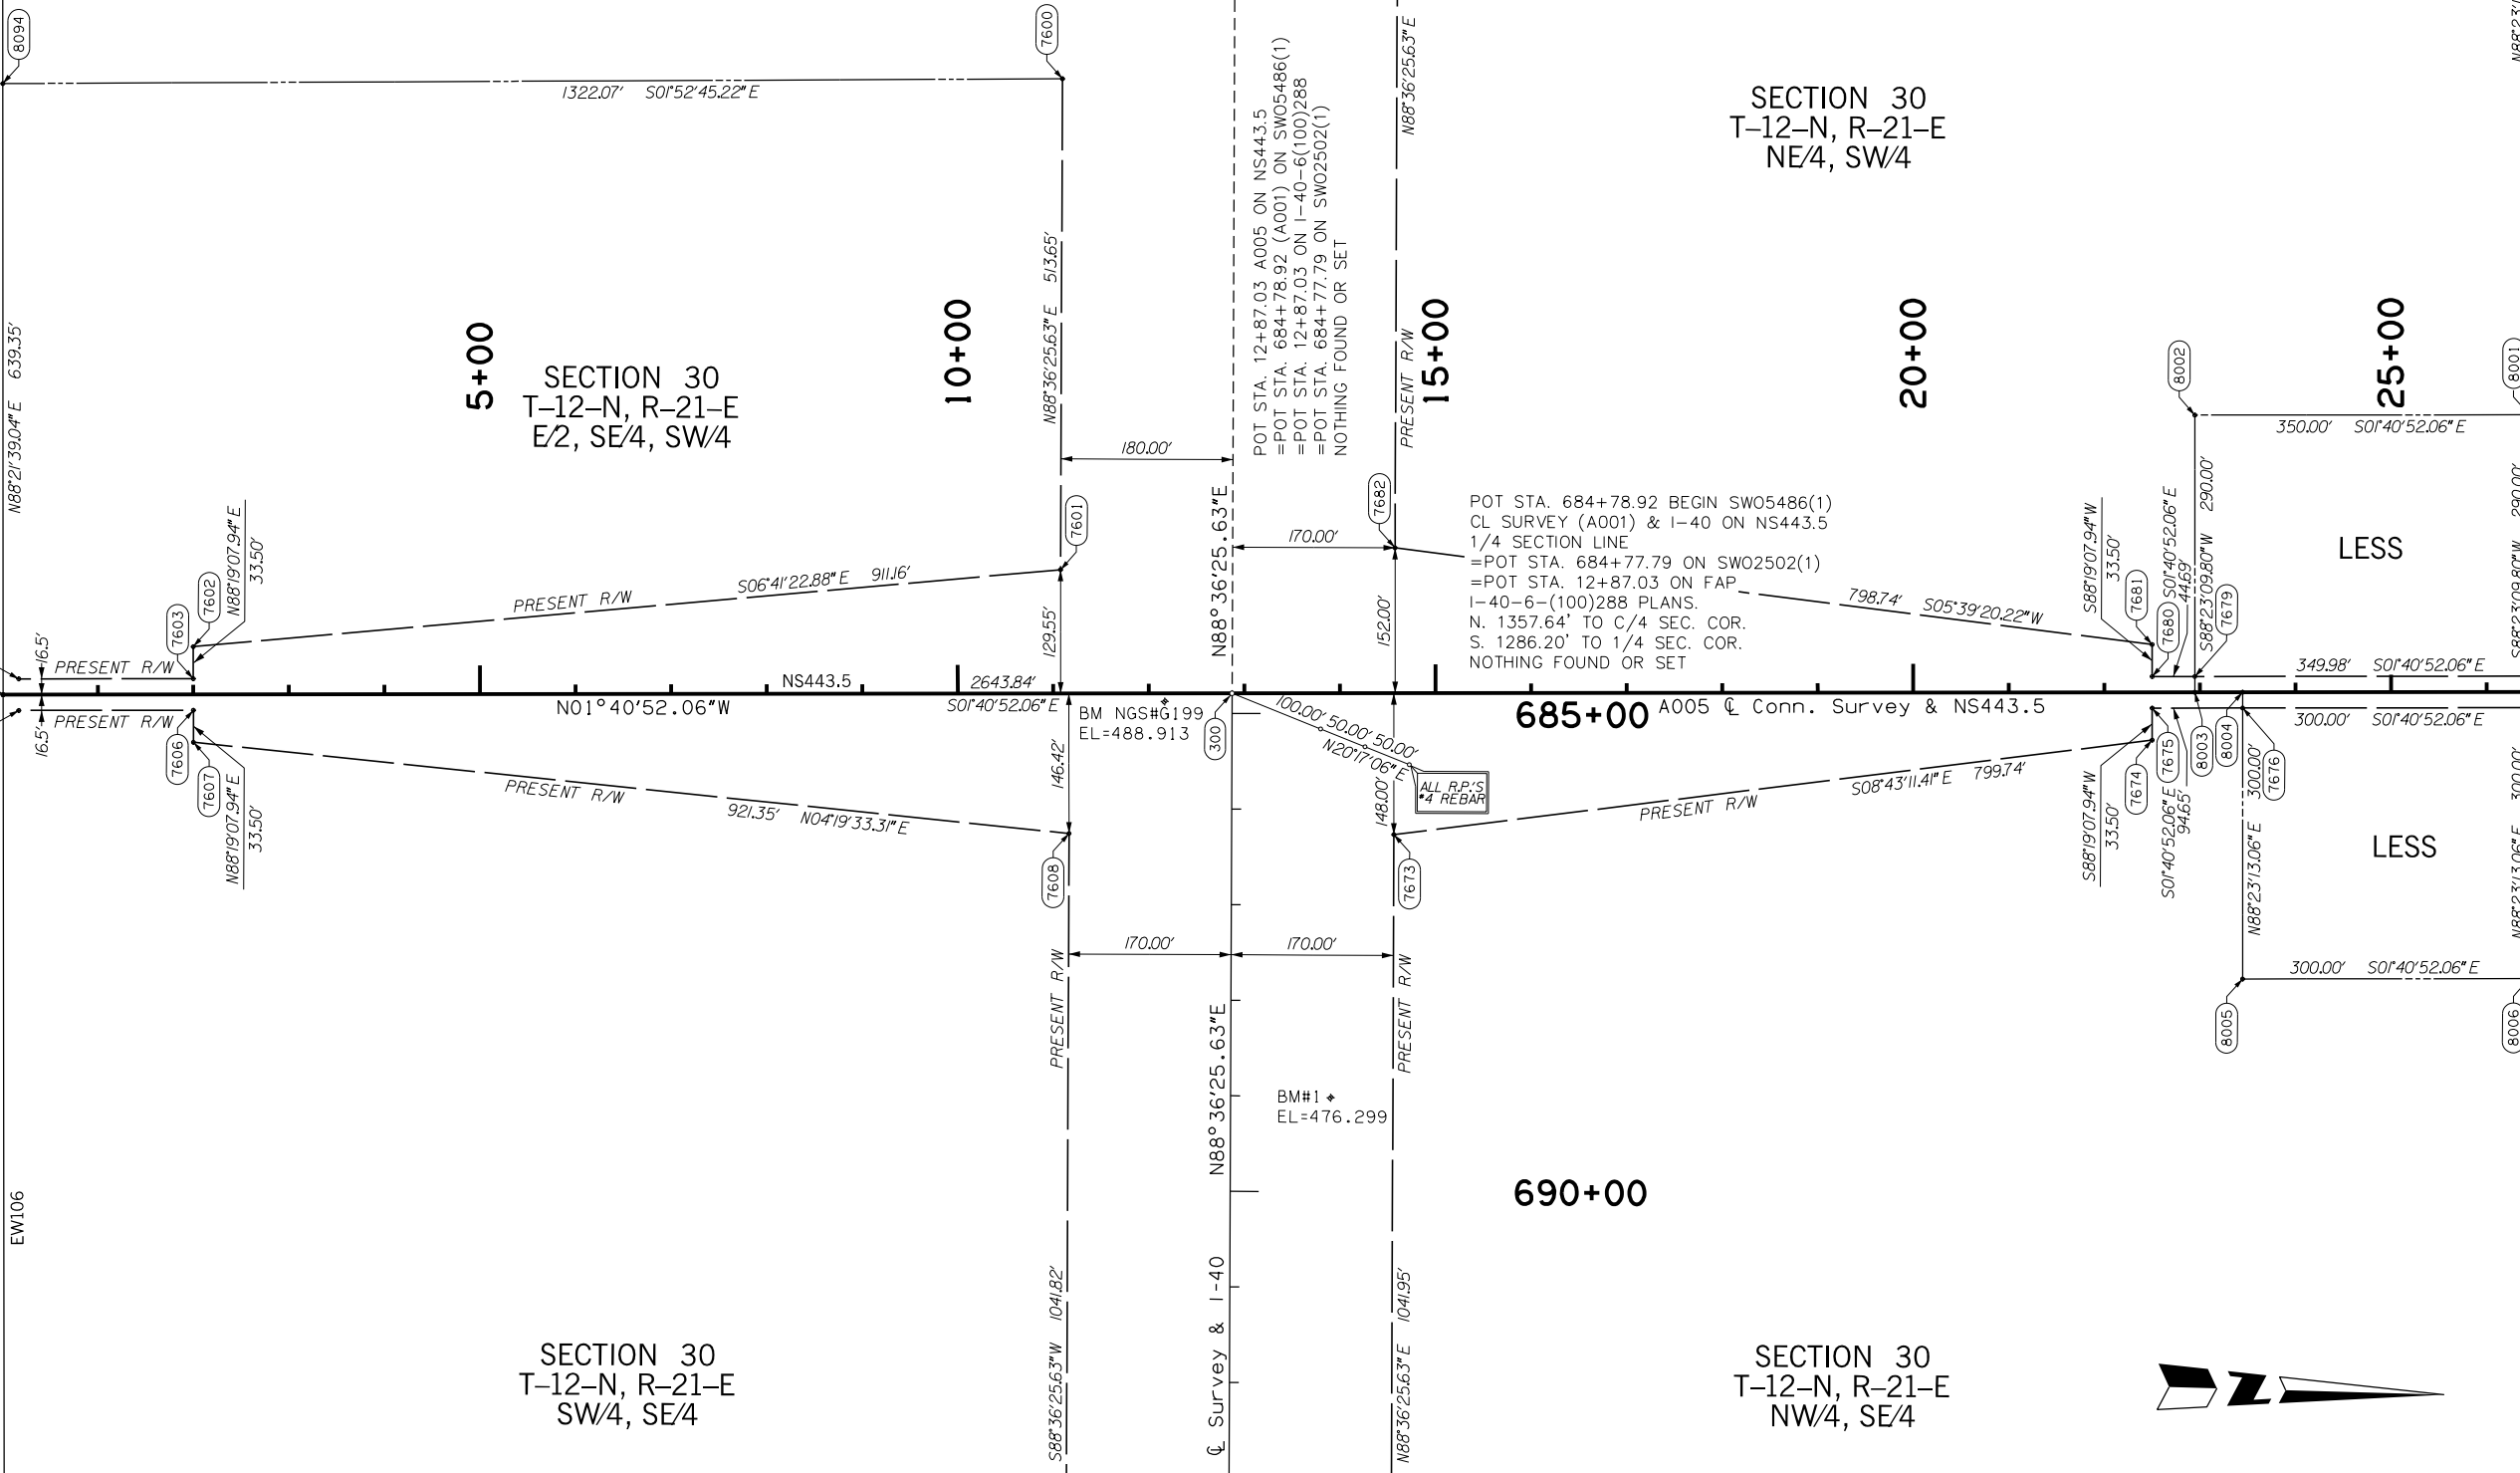 8094
7600
1322.07' S01°52'45.22" E
N88°21'39.04" E 639.35'
5+00
SECTION 30
T-12-N, R-21-E
E/2, SE/4, SW/4
10+00
N88°36'25.63" E 513.65'
180.00'
POT STA. 12+87.03 A005 ON NS443.5
=POT STA. 684+78.92 (A001) ON SWO5486(1)
=POT STA. 12+87.03 ON I-40-6(100)288
=POT STA. 684+77.79 ON SWO2502(1)
NOTHING FOUND OR SET
N88°36'25.63" E
PRESENT R/W
15+00
SECTION 30
T-12-N, R-21-E
NE/4, SW/4
20+00
25+00
8002
8001
350.00' S01°40'52.06" E
LESS
290.00'
S88°23'09.80" W
S88°23'09.80" W 290.00'
7601
7682
170.00'
N88°36'25.63"E
129.55'
152.00'
POT STA. 684+78.92 BEGIN SWO5486(1)
CL SURVEY (A001) & I-40 ON NS443.5
1/4 SECTION LINE
=POT STA. 684+77.79 ON SWO2502(1)
=POT STA. 12+87.03 ON FAP
I-40-6-(100)288 PLANS.
N. 1357.64' TO C/4 SEC. COR.
S. 1286.20' TO 1/4 SEC. COR.
NOTHING FOUND OR SET
798.74' S05°39'20.22" W
S88°19'07.94" W
33.50'
7681
7680
S01°40'52.06" E
44.69'
7679
349.98' S01°40'52.06" E
16.5'
PRESENT R/W
7603
7602
N88°19'07.94" E
33.50'
PRESENT R/W
S06°41'22.88" E 911.16'
NS443.5
2643.84'
S01°40'52.06" E
N01°40'52.06"W
16.5'
PRESENT R/W
7606
7607
N88°19'07.94" E
33.50'
PRESENT R/W
921.35' N04°19'33.31" E
7608
146.42'
BM NGS#G199
EL=488.913
300
100.00' 50.00' 50.00'
N20°17'06" E
ALL R.P.'S
#4 REBAR
148.00'
7673
685+00
A005 ℄ Conn. Survey & NS443.5
PRESENT R/W
S08°43'11.41" E 799.74'
S88°19'07.94" W
33.50'
7674
7675
S01°40'52.06" E
94.65'
8003
8004
7676
300.00' S01°40'52.06" E
300.00'
N88°23'13.06" E
LESS
N88°23'13.06" E 300.00'
300.00' S01°40'52.06" E
8005
8006
170.00'
170.00'
PRESENT R/W
PRESENT R/W
N88°36'25.63"E
BM#1
EL=476.299
690+00
EW106
S88°36'25.63" W 1041.82'
℄ Survey & I-40
N88°36'25.63" E 1041.95'
SECTION 30
T-12-N, R-21-E
SW/4, SE/4
SECTION 30
T-12-N, R-21-E
NW/4, SE/4
N